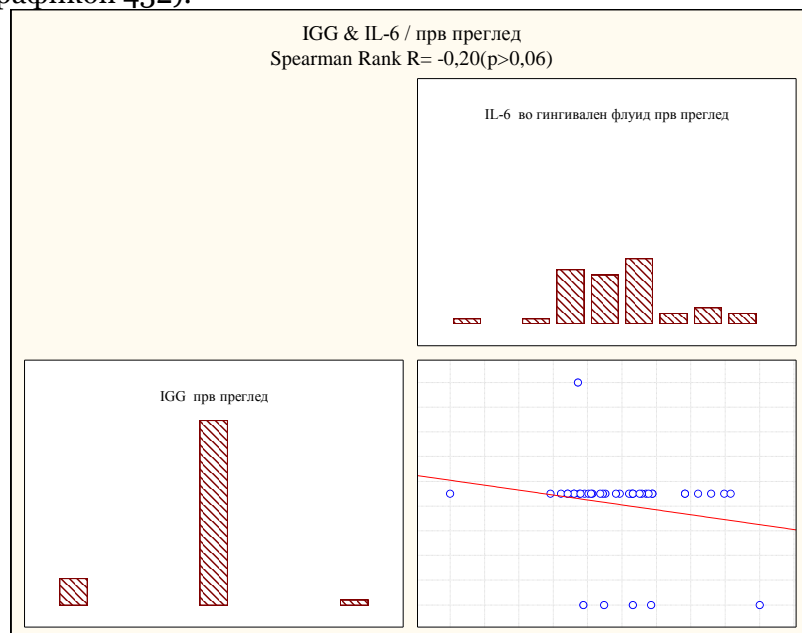 IGG & IL-6 / прв преглед
Spearman Rank R= -0,20(p>0,06)
IL-6 во гингивален флуид прв преглед
IGG прв преглед